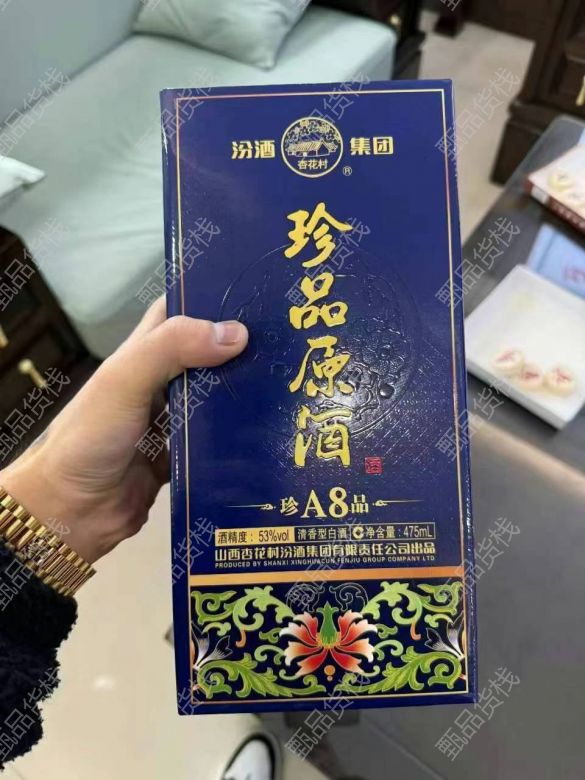 汾酒 杏花村 ® 集团
珍品原酒
珍A8品
酒精度：53%vol 清香型白酒 净含量：475mL
山西杏花村汾酒集团有限责任公司出品
PRODUCED BY SHANXI XINGHUACUN FENJIU GROUP COMPANY LTD
甄品货栈